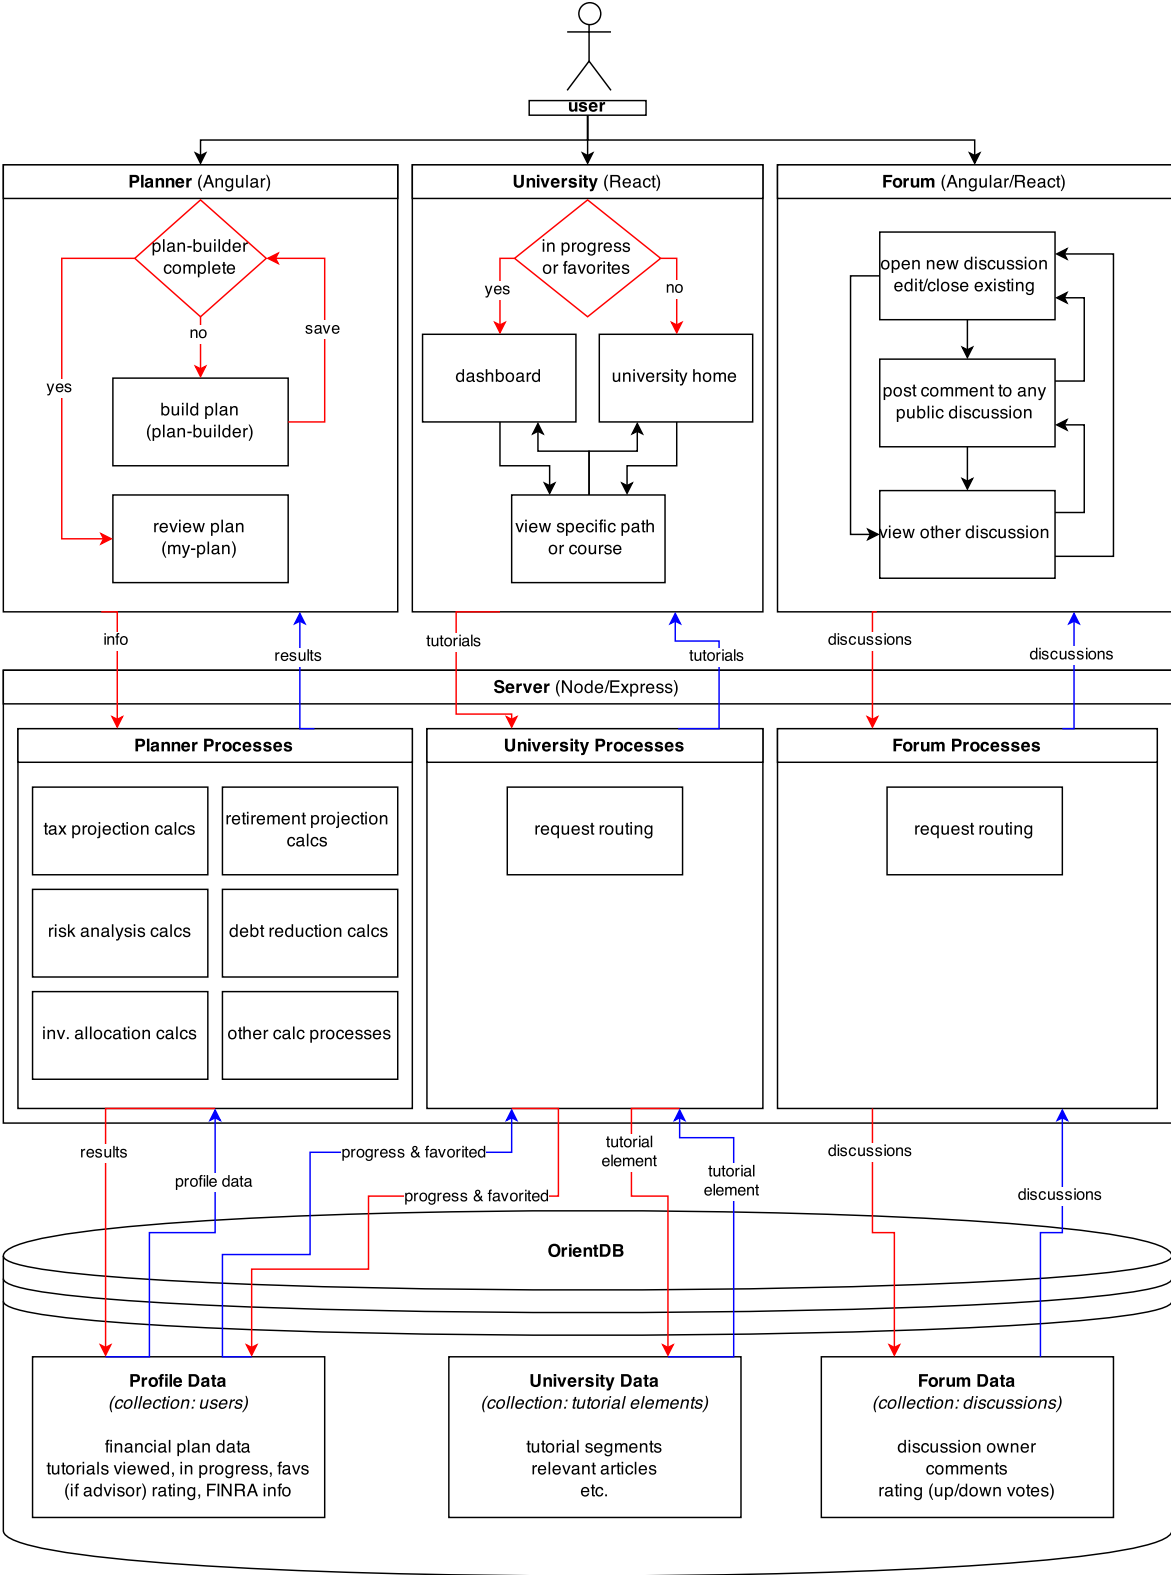 user
Planner (Angular)
plan-builder
complete
no
save
yes
build plan
(plan-builder)
review plan
(my-plan)
University (React)
in progress
or favorites
yes
no
dashboard
university home
view specific path
or course
Forum (Angular/React)
open new discussion
edit/close existing
post comment to any
public discussion
view other discussion
info
results
tutorials
tutorials
discussions
discussions
Server (Node/Express)
Planner Processes
tax projection calcs
retirement projection
calcs
risk analysis calcs
debt reduction calcs
inv. allocation calcs
other calc processes
University Processes
request routing
Forum Processes
request routing
results
profile data
progress & favorited
progress & favorited
tutorial
element
tutorial
element
discussions
discussions
OrientDB
Profile Data
(collection: users)
financial plan data
tutorials viewed, in progress, favs
(if advisor) rating, FINRA info
University Data
(collection: tutorial elements)
tutorial segments
relevant articles
etc.
Forum Data
(collection: discussions)
discussion owner
comments
rating (up/down votes)